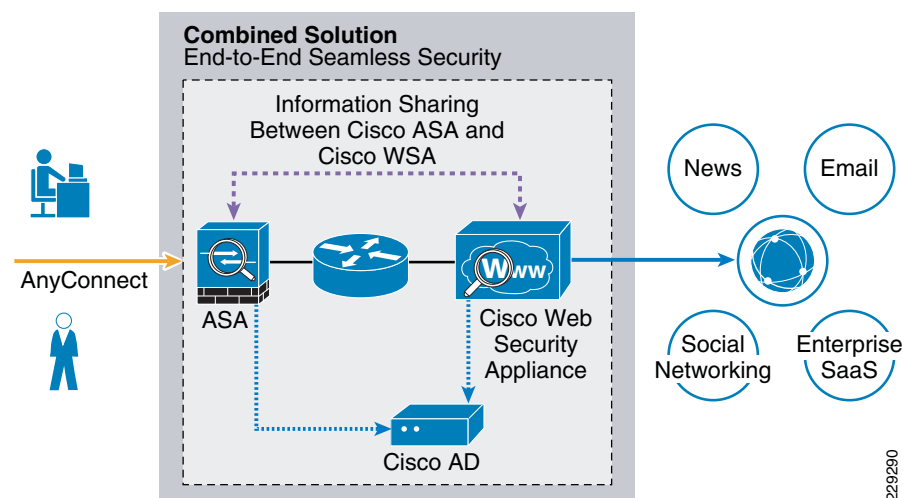 Combined Solution
End-to-End Seamless Security
Information Sharing
Between Cisco ASA and
Cisco WSA
News
Email
AnyConnect
ASA
Www
Cisco Web
Security
Appliance
Social
Networking
Enterprise
SaaS
Cisco AD
229290